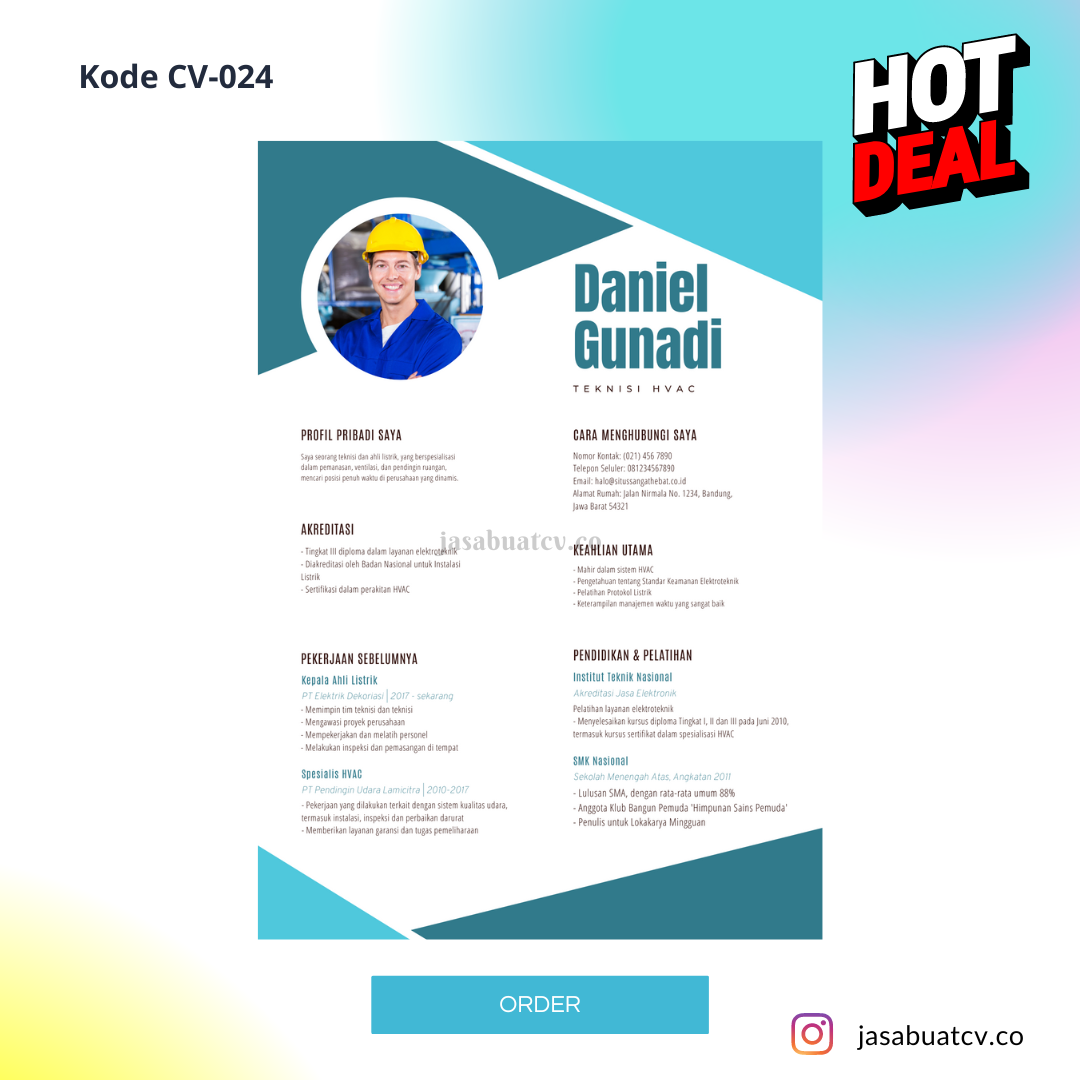 Kode CV-024
HOT
DEAL
Daniel
Gunadi
TEKNISI HVAC
PROFIL PRIBADI SAYA
Saya seorang teknisi dan ahli listrik, yang berspesialisasi
dalam pemanasan, ventilasi, dan pendingin ruangan,
mencari posisi penuh waktu di perusahaan yang dinamis.
AKREDITASI
- Tingkat III diploma dalam layanan elektroteknik
- Diakreditasi oleh Badan Nasional untuk Instalasi
Listrik
- Sertifikasi dalam perakitan HVAC
PEKERJAAN SEBELUMNYA
Kepala Ahli Listrik
PT Elektrik Dekoriasi | 2017 - sekarang
- Memimpin tim teknisi dan teknisi
- Mengawasi proyek perusahaan
- Mempekerjakan dan melatih personel
- Melakukan inspeksi dan pemasangan di tempat
Spesialis HVAC
PT Pendingin Udara Lamicitra | 2010-2017
- Pekerjaan yang dilakukan terkait dengan sistem kualitas udara,
termasuk instalasi, inspeksi dan perbaikan darurat
- Memberikan layanan garansi dan tugas pemeliharaan
CARA MENGHUBUNGI SAYA
Nomor Kontak: (021) 456 7890
Telepon Seluler: 081234567890
Email: halo@situssangathebat.co.id
Alamat Rumah: Jalan Nirmala No. 1234, Bandung,
Jawa Barat 54321
jasabuatcv.co
KEAHLIAN UTAMA
- Mahir dalam sistem HVAC
- Pengetahuan tentang Standar Keamanan Elektroteknik
- Pelatihan Protokol Listrik
- Keterampilan manajemen waktu yang sangat baik
PENDIDIKAN & PELATIHAN
Institut Teknik Nasional
Akreditasi Jasa Elektronik
Pelatihan layanan elektroteknik
- Menyelesaikan kursus diploma Tingkat I, II dan III pada Juni 2010,
termasuk kursus sertifikat dalam spesialisasi HVAC
SMK Nasional
Sekolah Menengah Atas, Angkatan 2011
- Lulusan SMA, dengan rata-rata umum 88%
- Anggota Klub Bangun Pemuda 'Himpunan Sains Pemuda'
- Penulis untuk Lokakarya Mingguan
ORDER
jasabuatcv.co